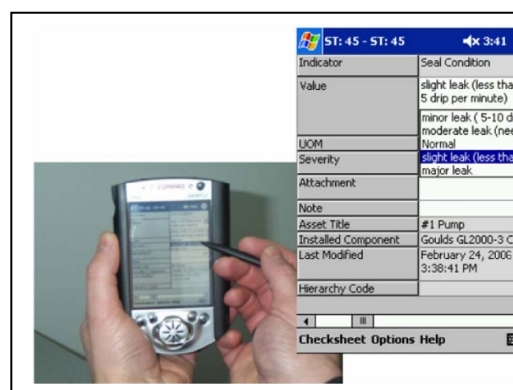 ST: 45 - ST: 45 3:41
Indicator Seal Condition
Value slight leak (less tha
5 drip per minute)
minor leak ( 5-10 d
moderate leak (nee
UOM Normal
Severity slight leak (less tha
major leak
Attachment
Note
Asset Title #1 Pump
Installed Component Goulds GL2000-3 C
Last Modified February 24, 2006
3:38:41 PM
Hierarchy Code
Checksheet Options Help
COMPAQ